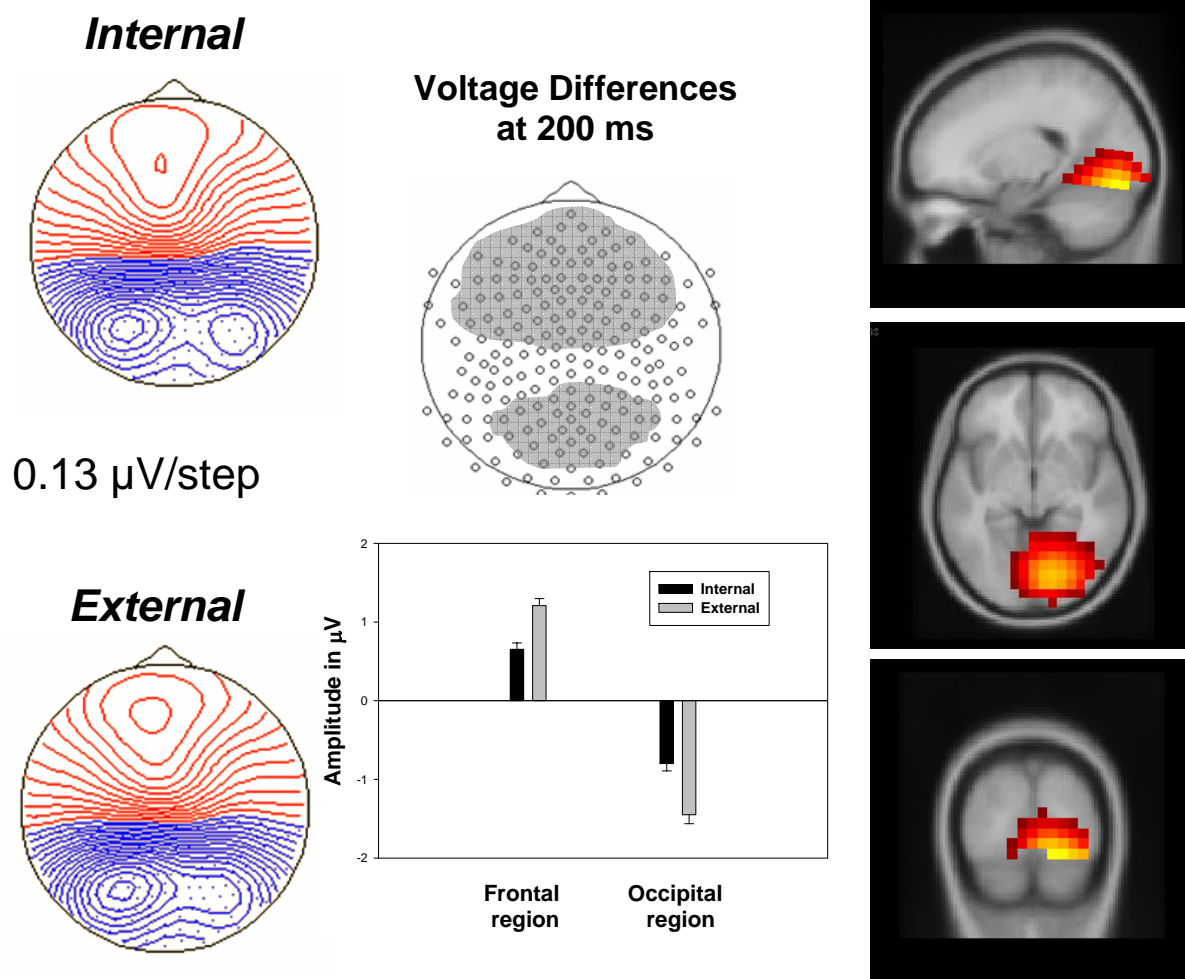 Internal
Voltage Differences
at 200 ms
0.13 µV/step
External
Amplitude in µV
2
1
0
-1
-2
Internal
External
Frontal
region
Occipital
region